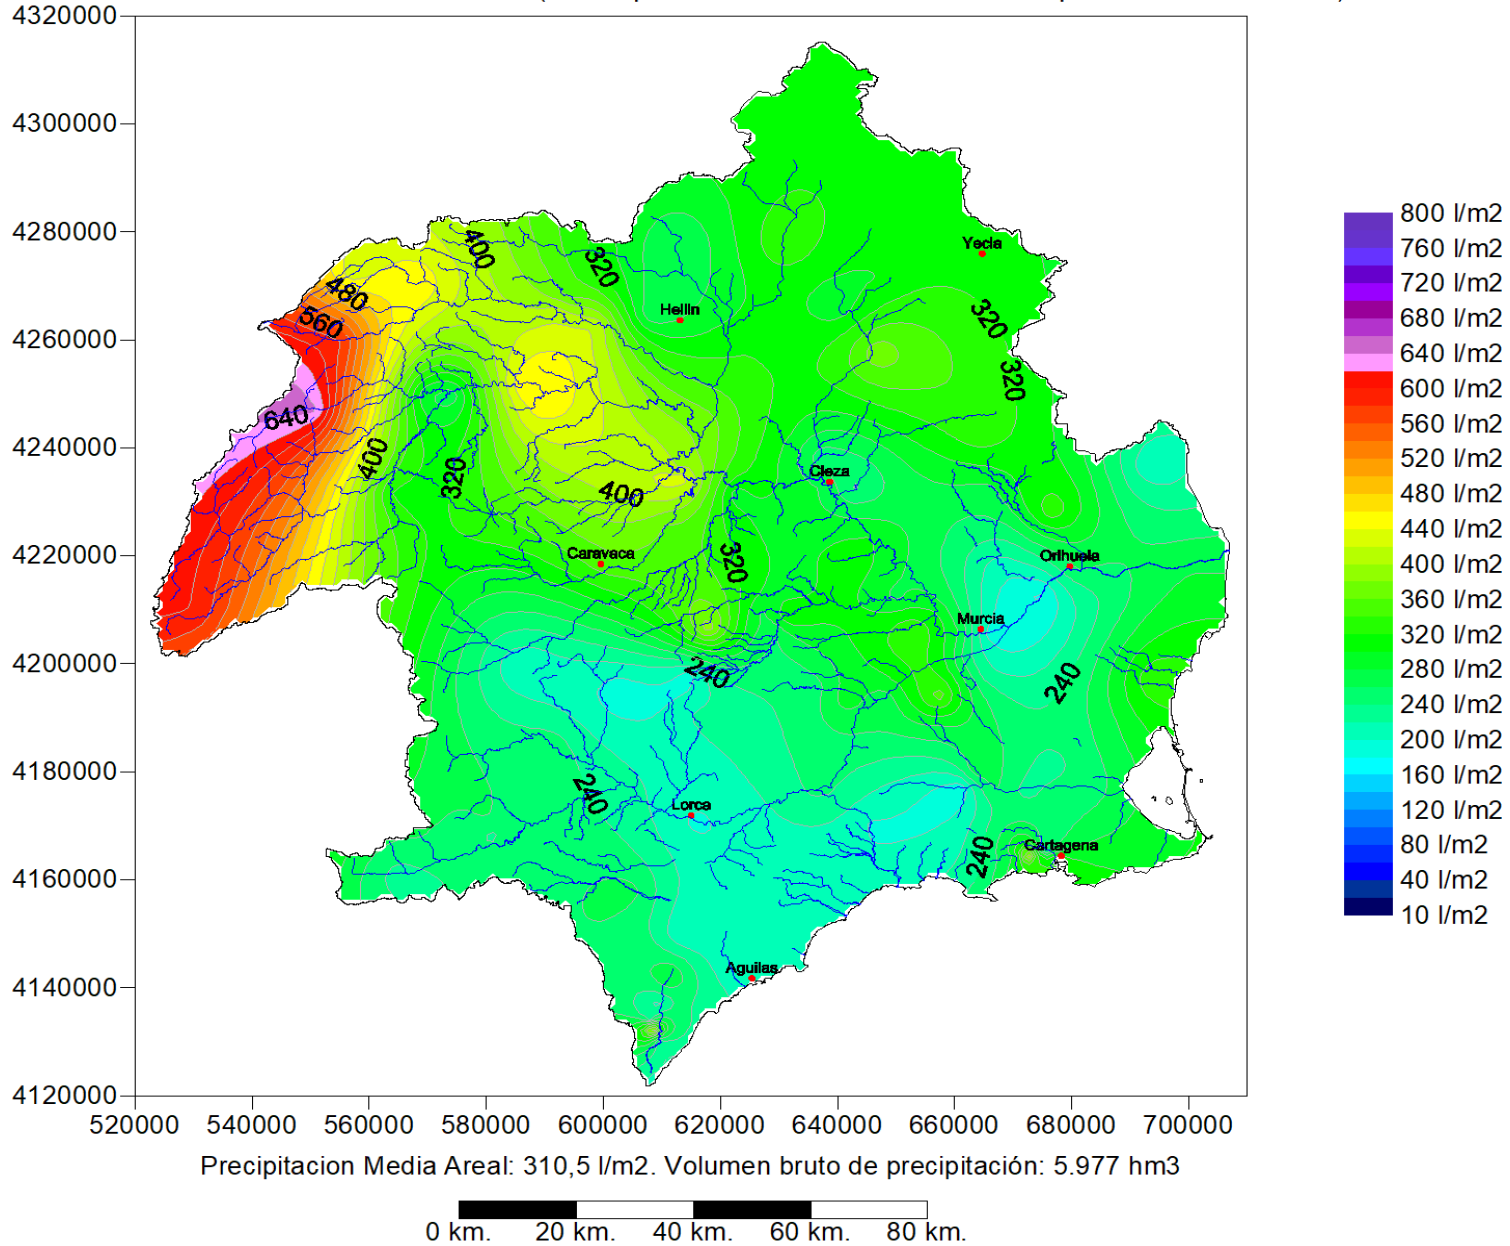 4320000
4300000
4280000
4260000
4240000
4220000
4200000
4180000
4160000
4140000
4120000
520000 540000 560000 580000 600000 620000 640000 660000 680000 700000
400
320
480
560
640
400
320
400
320
320
320
240
240
240
240
Yecla
Hellin
Cieza
Caravaca
Orihuela
Murcia
Lorca
Cartagena
Aguilas
800 l/m2
760 l/m2
720 l/m2
680 l/m2
640 l/m2
600 l/m2
560 l/m2
520 l/m2
480 l/m2
440 l/m2
400 l/m2
360 l/m2
320 l/m2
280 l/m2
240 l/m2
200 l/m2
160 l/m2
120 l/m2
80 l/m2
40 l/m2
10 l/m2
Precipitacion Media Areal: 310,5 l/m2. Volumen bruto de precipitación: 5.977 hm3
0 km. 20 km. 40 km. 60 km. 80 km.